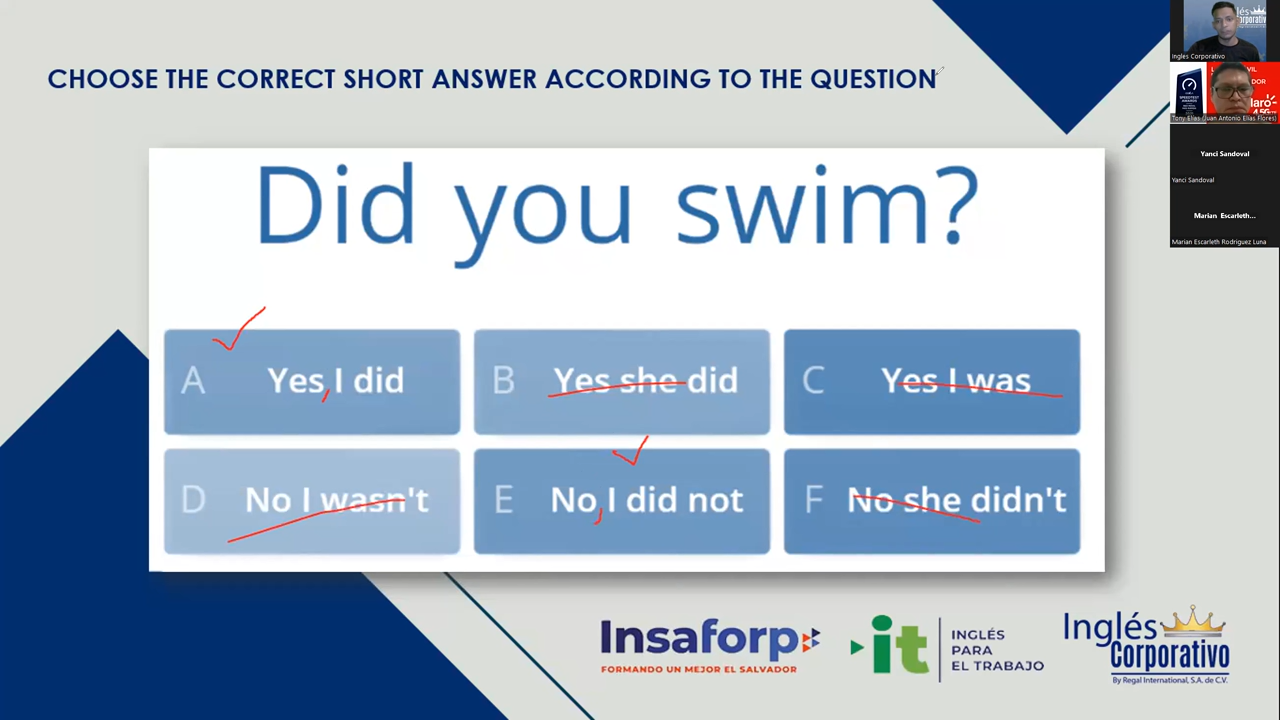 CHOOSE THE CORRECT SHORT ANSWER ACCORDING TO THE QUESTION
Did you swim?
A Yes, I did
B Yes she did
C Yes I was
D No I wasn't
E No, I did not
F No she didn't
Insaforp
FORMANDO UN MEJOR EL SALVADOR
it
INGLÉS
PARA
EL TRABAJO
Inglés
Corporativo
By Regal International, S.A. de C.V.
Ingles Corporativo
Tony Elias (Juan Antonio Elias Flores)
Yanci Sandoval
Yanci Sandoval
Marian Escarleth...
Marian Escarleth Rodriguez Luna